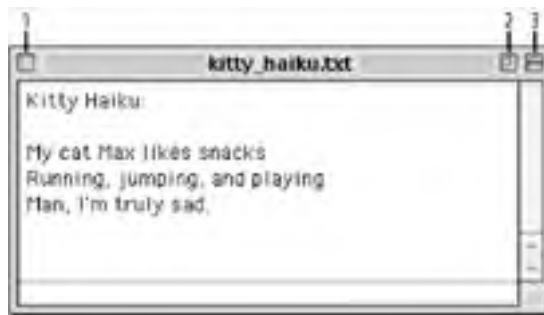 1 2 3
kitty_haiku.txt
Kitty Haiku:
My cat Max likes snacks
Running, jumping, and playing
Man, I'm truly sad.